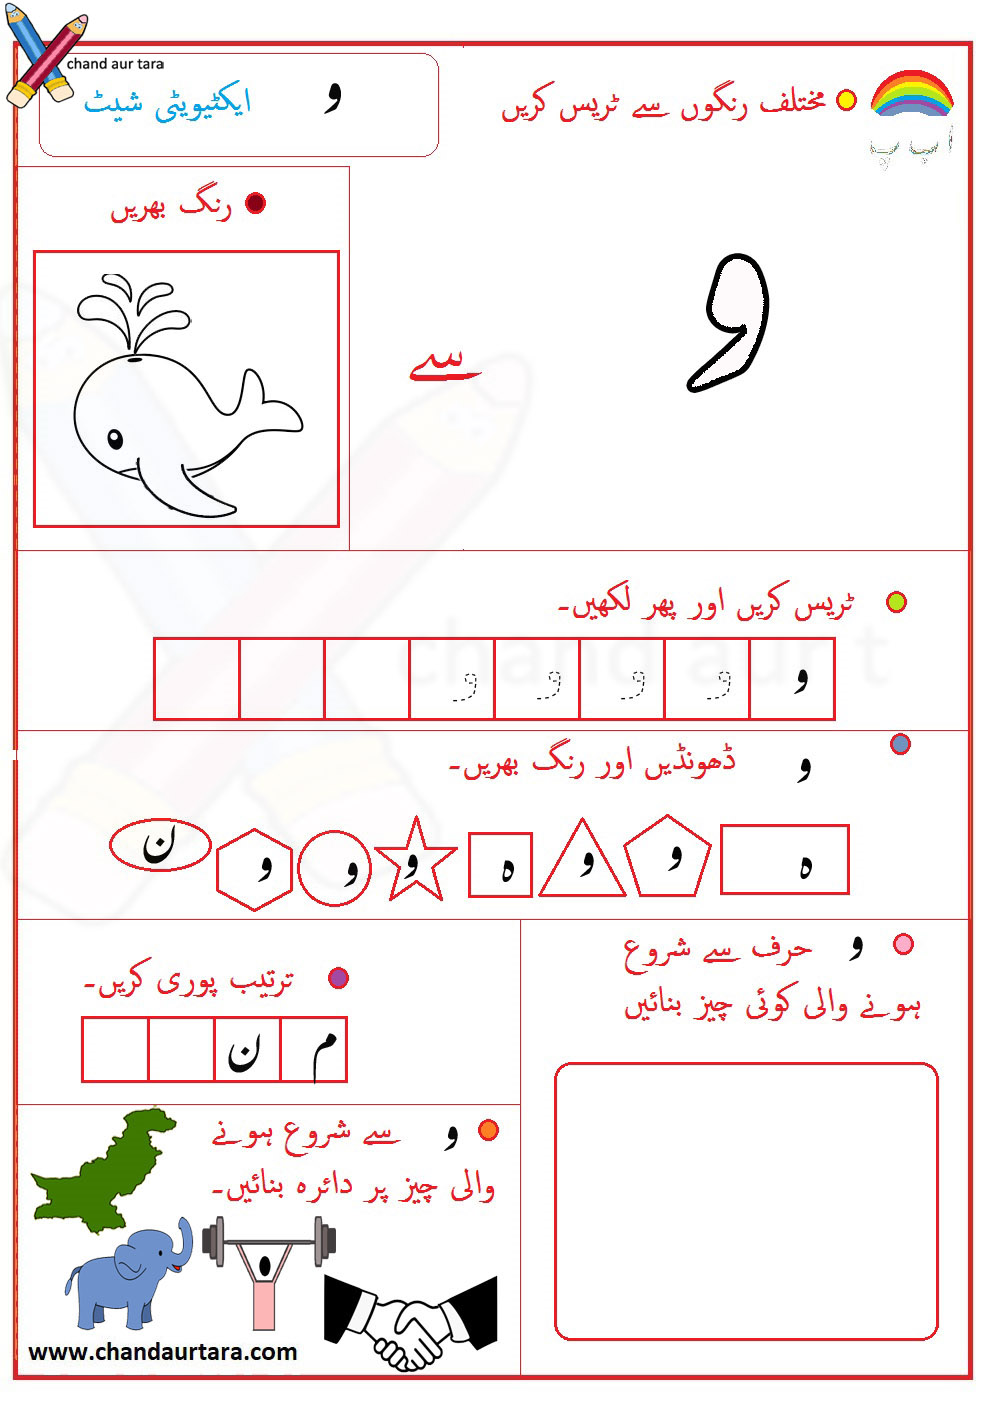 chand aur tara
و ایکٹیویٹی شیٹ
مختلف رنگوں سے ٹریس کریں
ا پ پ
رنگ بھریں
و سے
ٹریس کریں اور پھر لکھیں۔
و و و و و
و ڈھونڈیں اور رنگ بھریں۔
ہ و و ہ و و و ن
و حرف سے شروع
ہونے والی کوئی چیز بنائیں
ترتیب پوری کریں۔
م ن
و سے شروع ہونے
والی چیز پر دائرہ بنائیں۔
www.chandaurtara.com
chand aur t